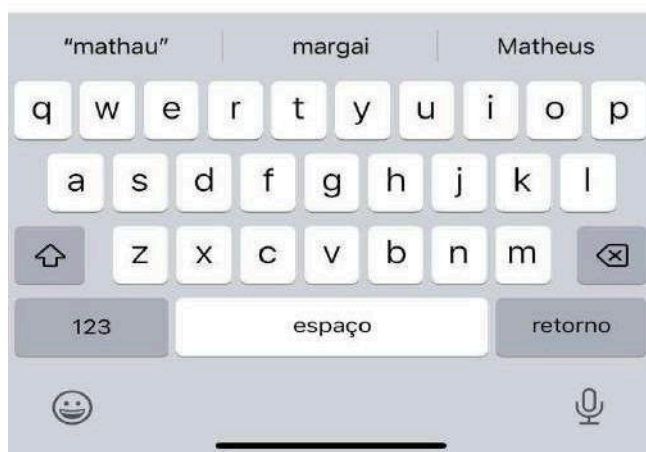 “mathau” margai Matheus
q w e r t y u i o p
a s d f g h j k l
z x c v b n m
123 espaço retorno